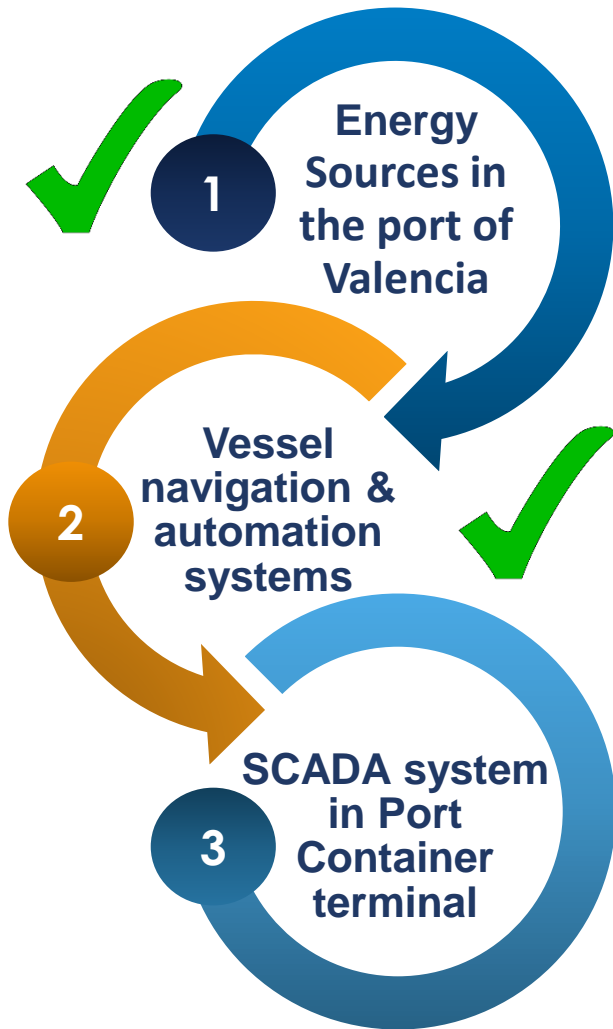 1
Energy
Sources in
the port of
Valencia
2
Vessel
navigation &
automation
systems
3
SCADA system
in Port
Container
terminal